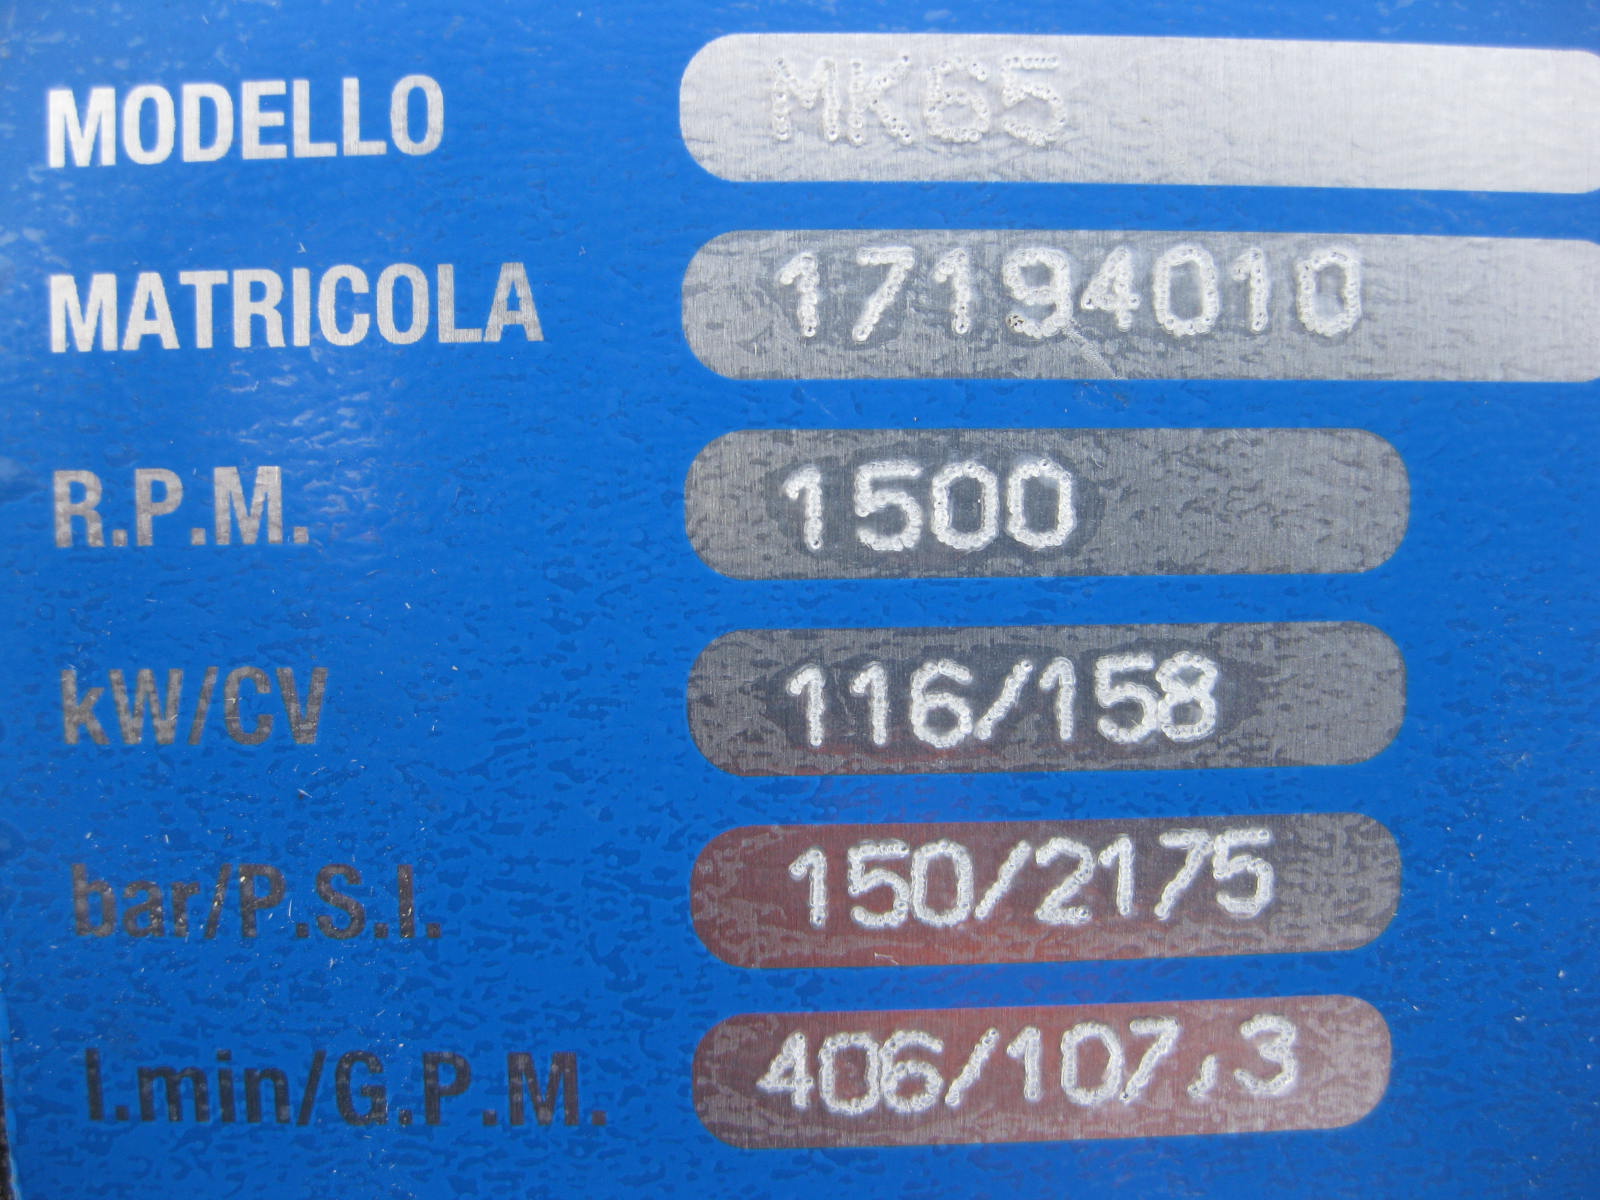 MODELLO MK65
MATRICOLA 17194010
R.P.M. 1500
kW/CV 116/158
bar/P.S.I. 150/2175
l.min/G.P.M. 406/107,3